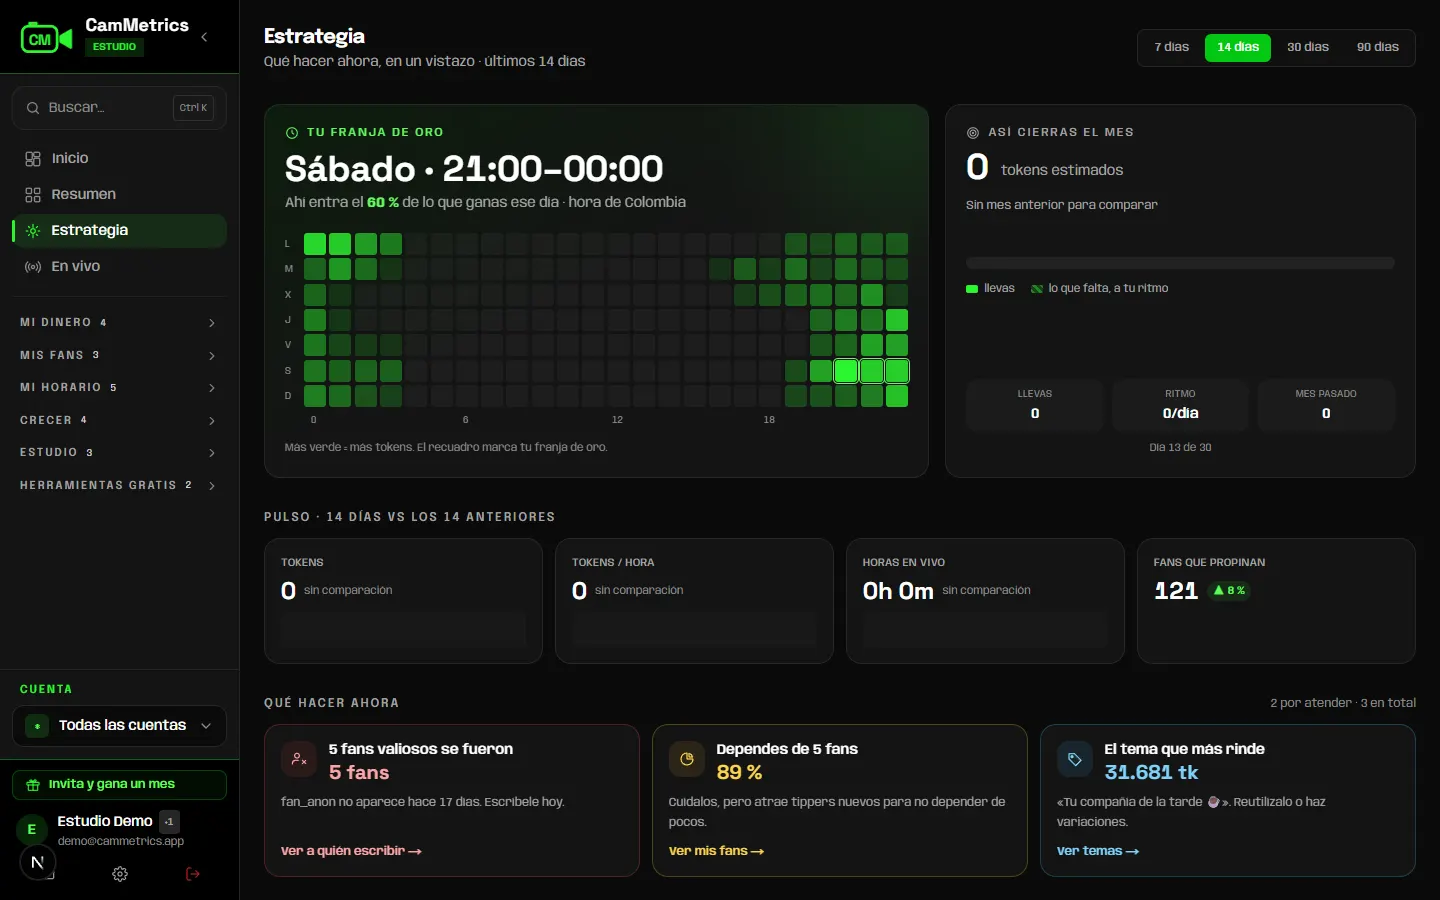 CM
CamMetrics
ESTUDIO
Buscar...
Ctrl K
Inicio
Resumen
Estrategia
En vivo
MI DINERO 4
MIS FANS 3
MI HORARIO 5
CRECER 4
ESTUDIO 3
HERRAMIENTAS GRATIS 2
CUENTA
Todas las cuentas
Invita y gana un mes
E
Estudio Demo
demo@cammetrics.app
N
Estrategia
Qué hacer ahora, en un vistazo · últimos 14 días
7 días
14 días
30 días
90 días
TU FRANJA DE ORO
Sábado · 21:00–00:00
Ahí entra el 60 % de lo que ganas ese día · hora de Colombia
L
M
X
J
V
S
D
0 6 12 18
Más verde = más tokens. El recuadro marca tu franja de oro.
ASÍ CIERRAS EL MES
0 tokens estimados
Sin mes anterior para comparar
llevas
lo que falta, a tu ritmo
LLEVAS
0
RITMO
0/día
MES PASADO
0
Día 13 de 30
PULSO · 14 DÍAS VS LOS 14 ANTERIORES
TOKENS
0 sin comparación
TOKENS / HORA
0 sin comparación
HORAS EN VIVO
0h 0m sin comparación
FANS QUE PROPINAN
121 ▲ 8 %
QUÉ HACER AHORA
2 por atender · 3 en total
5 fans valiosos se fueron
5 fans
fan_anon no aparece hace 17 días. Escríbele hoy.
Ver a quién escribir →
Dependes de 5 fans
89 %
Cuídalos, pero atrae tippers nuevos para no depender de
pocos.
Ver mis fans →
El tema que más rinde
31.681 tk
«Tu compañía de la tarde ». Reutilízalo o haz
variaciones.
Ver temas →